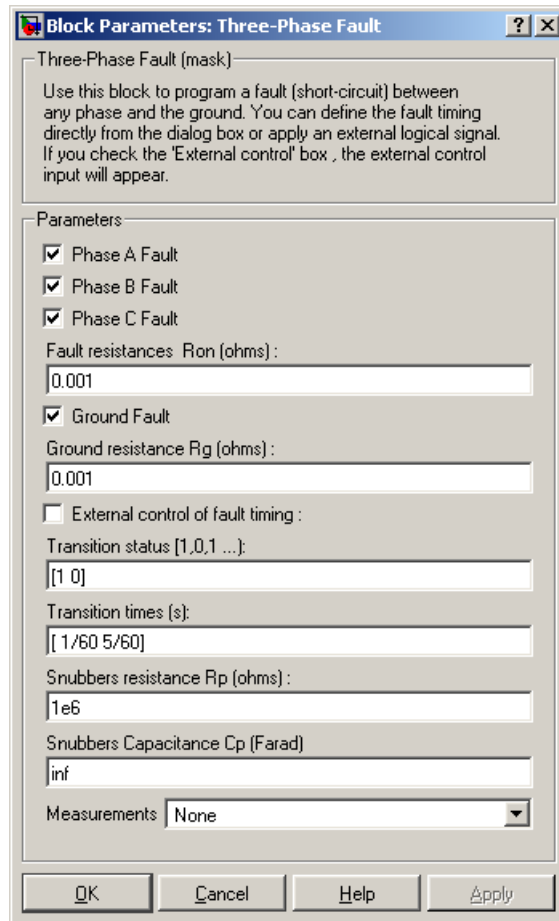 Block Parameters: Three-Phase Fault
Three-Phase Fault (mask)
Use this block to program a fault (short-circuit) between
any phase and the ground. You can define the fault timing
directly from the dialog box or apply an external logical signal.
If you check the 'External control' box , the external control
input will appear.
Parameters
Phase A Fault
Phase B Fault
Phase C Fault
Fault resistances Ron (ohms) :
0.001
Ground Fault
Ground resistance Rg (ohms) :
0.001
External control of fault timing :
Transition status [1,0,1 ...):
[1 0]
Transition times (s):
[ 1/60 5/60]
Snubbers resistance Rp (ohms) :
1e6
Snubbers Capacitance Cp (Farad)
inf
Measurements None
OK Cancel Help Apply